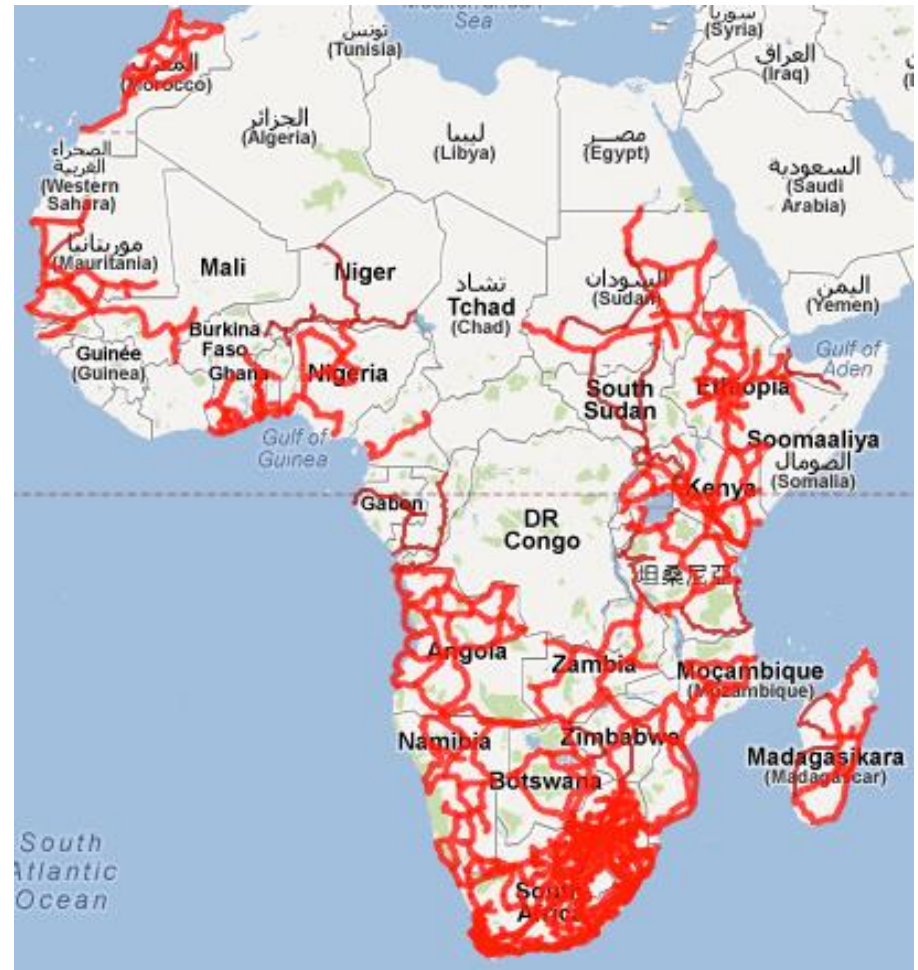 Sea
تونس
(Tunisia)
سوريا
(Syria)
العراق
(Iraq)
المغرب
(Morocco)
الجزائر
(Algeria)
ليبيا
(Libya)
مصر
(Egypt)
السعودية
(Saudi
Arabia)
الصحراء
الغربية
(Western
Sahara)
موريتانيا
(Mauritania)
Mali
Niger
تشاد
Tchad
(Chad)
السودان
(Sudan)
اليمن
(Yemen)
Burkina
Faso
Guinée
(Guinea)
Ghana
Nigeria
South
Sudan
Ethiopia
Gulf of
Aden
Gulf of
Guinea
Soomaaliya
الصومال
(Somalia)
Kenya
Gabon
DR
Congo
坦桑尼亞
Angola
Zambia
Moçambique
(Mozambique)
Namibia
Zimbabwe
Botswana
Madagasikara
(Madagascar)
South
Atlantic
Ocean
South
Africa